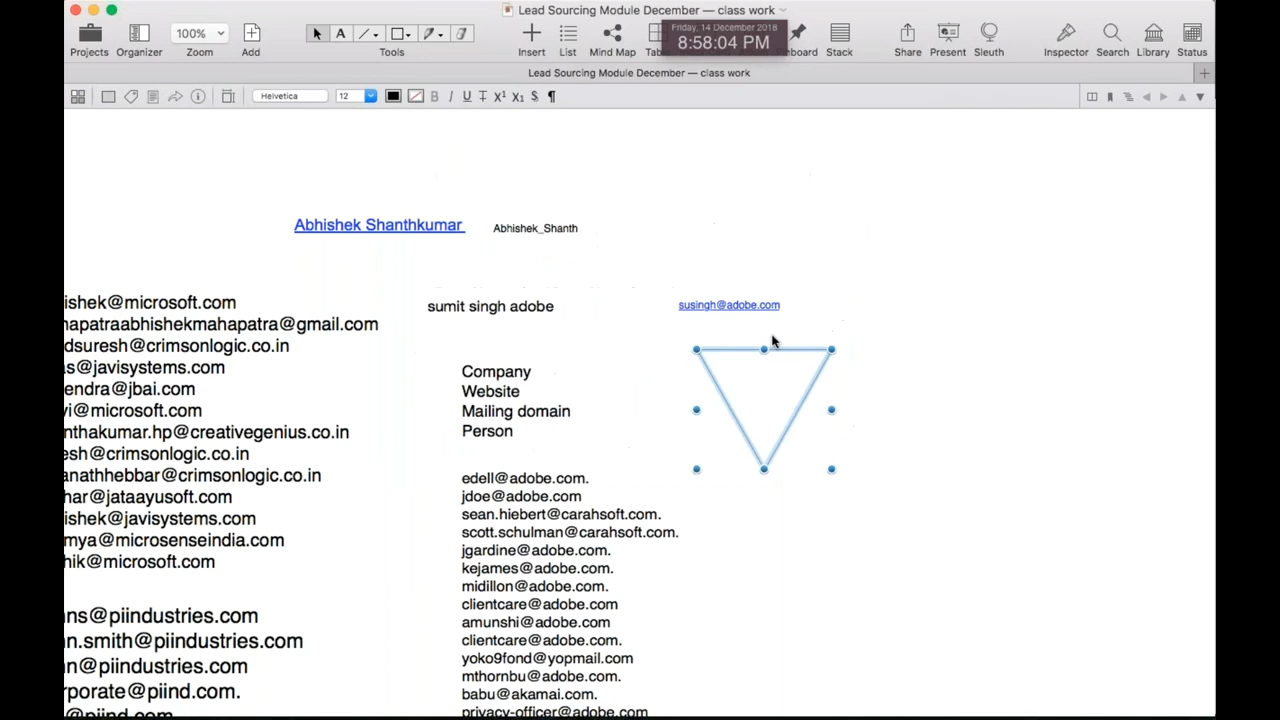 Lead Sourcing Module December — class work
Friday, 14 December 2018
8:58:04 PM
100%
Projects
Organizer
Zoom
Add
Tools
Insert
List
Mind Map
Stack
Share
Present
Sleuth
Inspector
Search
Library
Status
Lead Sourcing Module December — class work
Helvetica
12
Abhishek Shanthkumar
Abhishek_Shanth
ishek@microsoft.com
napatraabhishekmahapatra@gmail.com
dsuresh@crimsonlogic.co.in
as@javisystems.com
endra@jbai.com
vi@microsoft.com
nthakumar.hp@creativegenius.co.in
esh@crimsonlogic.co.in
anathhebbar@crimsonlogic.co.in
har@jataayusoft.com
ishek@javisystems.com
mya@microsenseindia.com
hik@microsoft.com
ns@piindustries.com
n.smith@piindustries.com
n@piindustries.com
rporate@piind.com.
@piind.com
sumit singh adobe
susingh@adobe.com
Company
Website
Mailing domain
Person
edell@adobe.com.
jdoe@adobe.com
sean.hiebert@carahsoft.com.
scott.schulman@carahsoft.com.
jgardine@adobe.com.
kejames@adobe.com.
midillon@adobe.com.
clientcare@adobe.com
amunshi@adobe.com
clientcare@adobe.com.
yoko9fond@yopmail.com
mthornbu@adobe.com.
babu@akamai.com.
privacy-officer@adobe.com